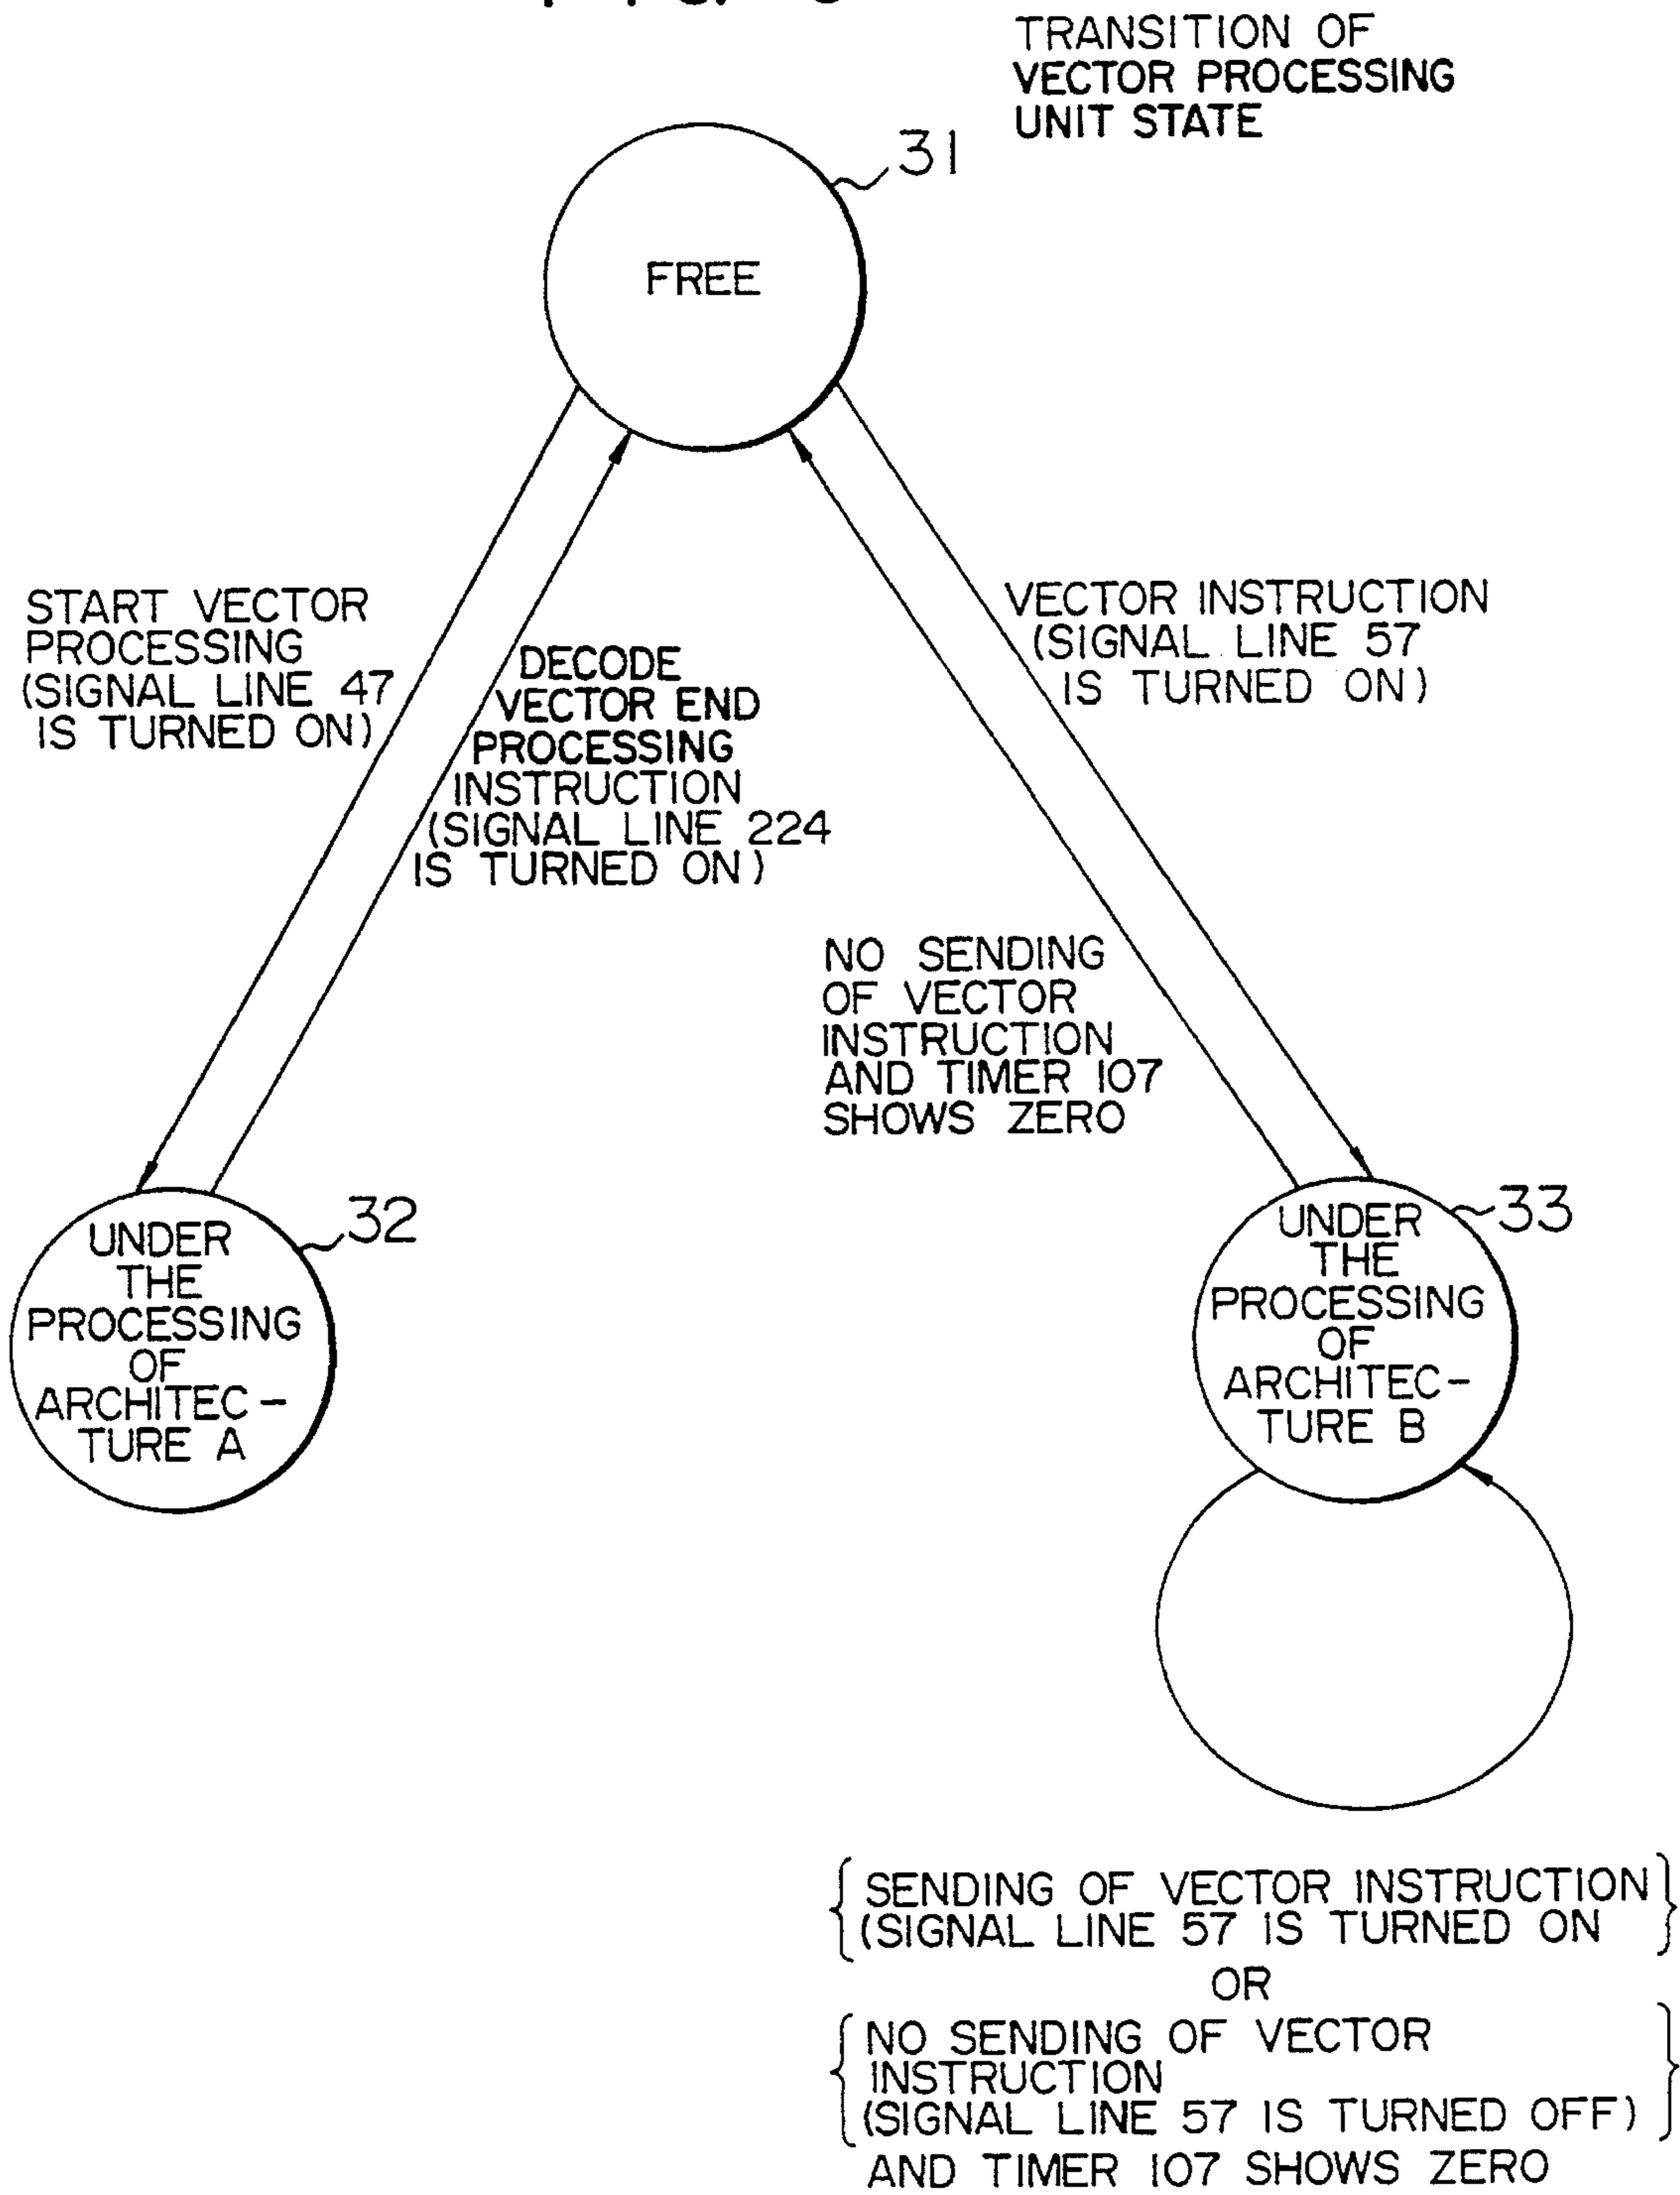 TRANSITION OF
VECTOR PROCESSING
UNIT STATE
31
FREE
START VECTOR
PROCESSING
(SIGNAL LINE 47
IS TURNED ON)
DECODE
VECTOR END
PROCESSING
INSTRUCTION
(SIGNAL LINE 224
IS TURNED ON)
VECTOR INSTRUCTION
(SIGNAL LINE 57
IS TURNED ON)
NO SENDING
OF VECTOR
INSTRUCTION
AND TIMER 107
SHOWS ZERO
32
UNDER
THE
PROCESSING
OF
ARCHITEC-
TURE A
33
UNDER
THE
PROCESSING
OF
ARCHITEC-
TURE B
{SENDING OF VECTOR INSTRUCTION}
(SIGNAL LINE 57 IS TURNED ON
OR
{NO SENDING OF VECTOR
INSTRUCTION
(SIGNAL LINE 57 IS TURNED OFF)}
AND TIMER 107 SHOWS ZERO